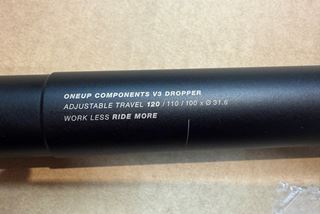 ONEUP COMPONENTS V3 DROPPER
ADJUSTABLE TRAVEL 120 / 110 / 100 x Ø 31.6
WORK LESS RIDE MORE